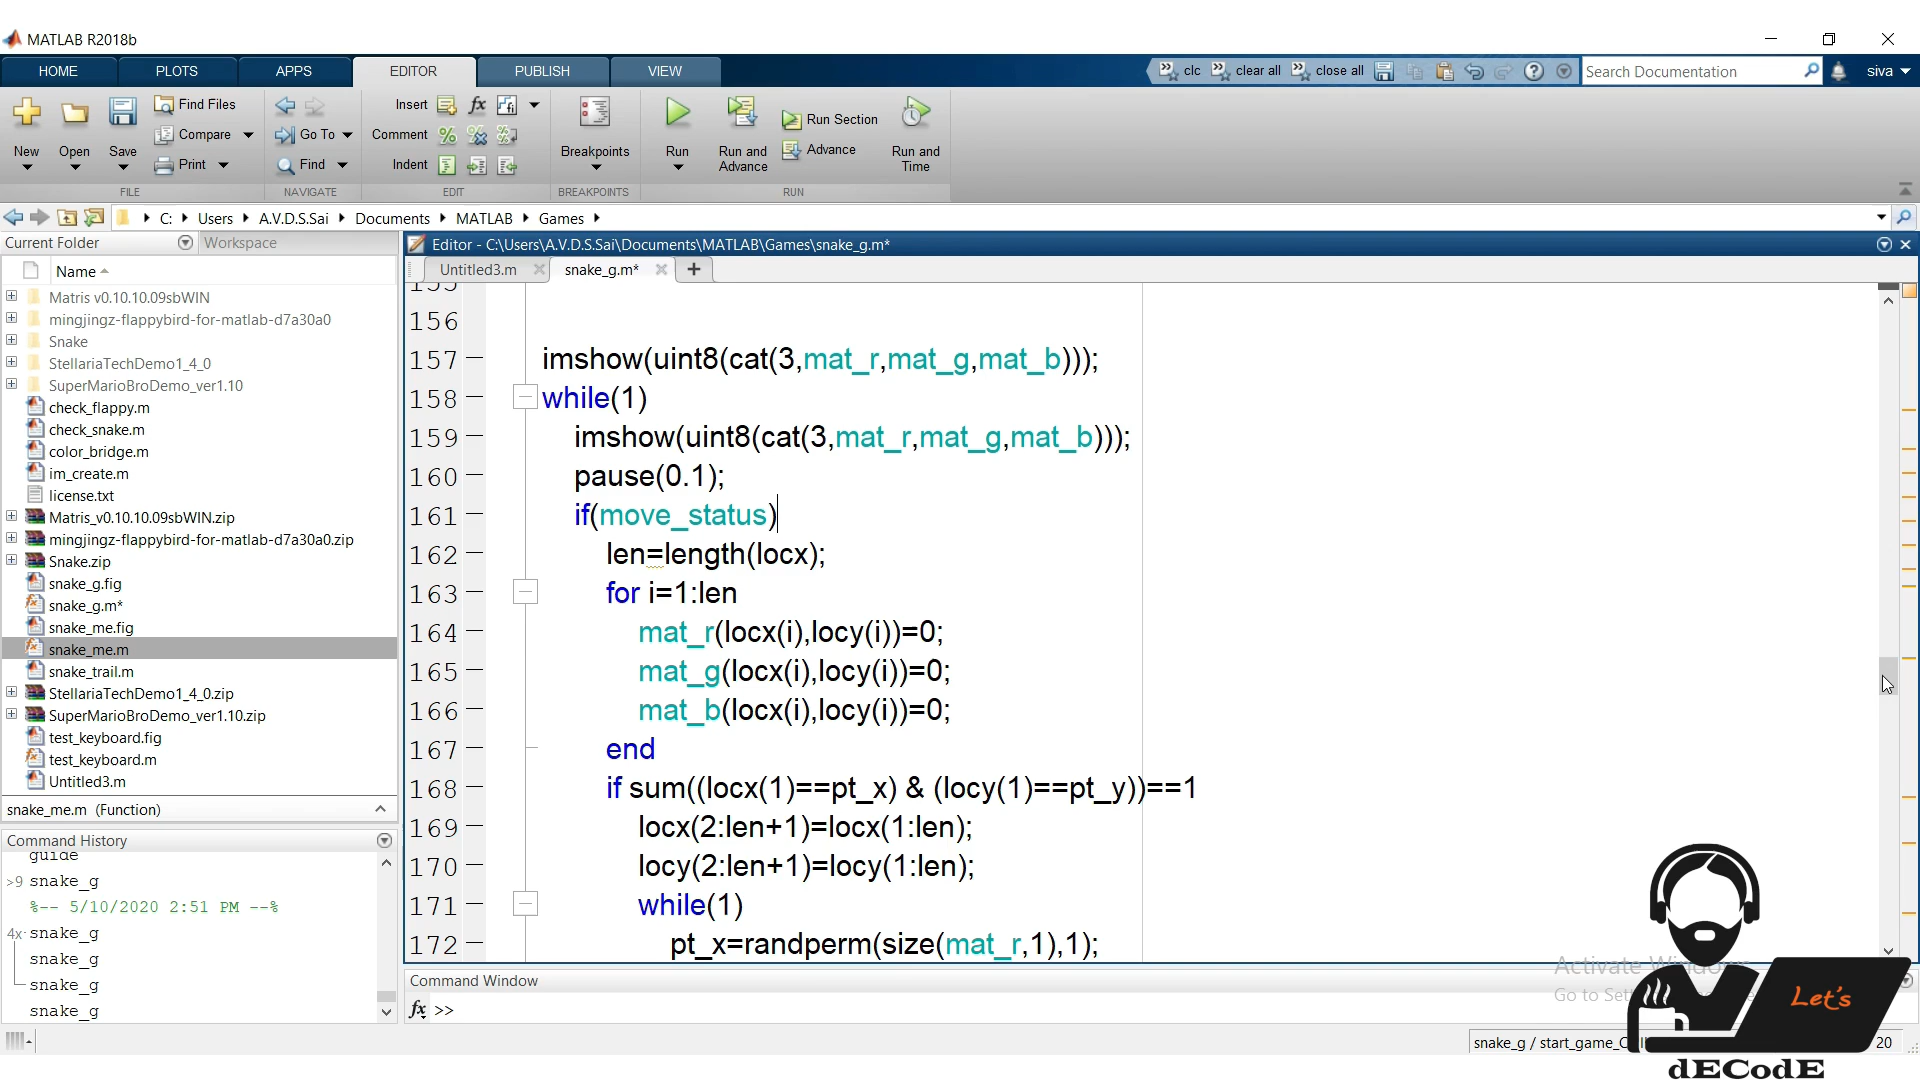 MATLAB R2018b
HOME PLOTS APPS EDITOR PUBLISH VIEW clc clear all close all Search Documentation siva
New Open Save Find Files Compare Print Go To Find Insert Comment Indent Breakpoints Run Run and Advance Run Section Advance Run and Time
FILE NAVIGATE EDIT BREAKPOINTS RUN
C: Users A.V.D.S.Sai Documents MATLAB Games
Current Folder Workspace
Name
Matris v0.10.10.09sbWIN
mingjingz-flappybird-for-matlab-d7a30a0
Snake
StellariaTechDemo1_4_0
SuperMarioBroDemo_ver1.10
check_flappy.m
check_snake.m
color_bridge.m
im_create.m
license.txt
Matris_v0.10.10.09sbWIN.zip
mingjingz-flappybird-for-matlab-d7a30a0.zip
Snake.zip
snake_g.fig
snake_g.m*
snake_me.fig
snake_me.m
snake_trail.m
StellariaTechDemo1_4_0.zip
SuperMarioBroDemo_ver1.10.zip
test_keyboard.fig
test_keyboard.m
Untitled3.m
snake_me.m (Function)
Command History
guide
>9 snake_g
%-- 5/10/2020 2:51 PM --%
4x snake_g
snake_g
snake_g
snake_g
Editor - C:\Users\A.V.D.S.Sai\Documents\MATLAB\Games\snake_g.m*
Untitled3.m snake_g.m* +
155
156
157 – imshow(uint8(cat(3,mat_r,mat_g,mat_b)));
158 – while(1)
159 – imshow(uint8(cat(3,mat_r,mat_g,mat_b)));
160 – pause(0.1);
161 – if(move_status)
162 – len=length(locx);
163 – for i=1:len
164 – mat_r(locx(i),locy(i))=0;
165 – mat_g(locx(i),locy(i))=0;
166 – mat_b(locx(i),locy(i))=0;
167 – end
168 – if sum((locx(1)==pt_x) & (locy(1)==pt_y))==1
169 – locx(2:len+1)=locx(1:len);
170 – locy(2:len+1)=locy(1:len);
171 – while(1)
172 – pt_x=randperm(size(mat_r,1),1);
Command Window
fx >>
Activate Windows
Go to Set
snake_g / start_game_C 20
Let's
dECodE